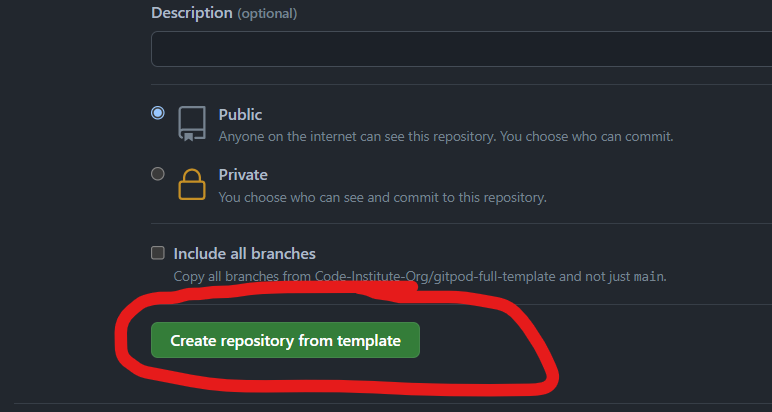 Description (optional)
Public
Anyone on the internet can see this repository. You choose who can commit.
Private
You choose who can see and commit to this repository.
Include all branches
Copy all branches from Code-Institute-Org/gitpod-full-template and not just main.
Create repository from template